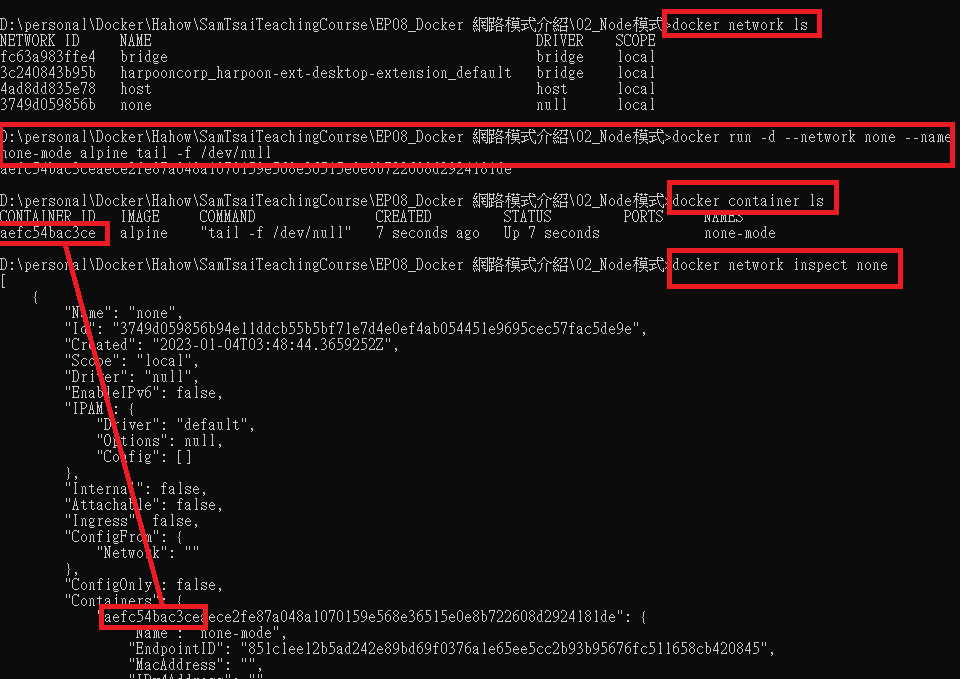 D:\personal\Docker\Hahow\SamTsaiTeachingCourse\EP08_Docker 網路模式介紹\02_Node模式>docker network ls
NETWORK ID NAME DRIVER SCOPE
fc63a983ffe4 bridge bridge local
3c240843b95b harpooncorp_harpoon-ext-desktop-extension_default bridge local
4ad8dd835e78 host host local
3749d059856b none null local
D:\personal\Docker\Hahow\SamTsaiTeachingCourse\EP08_Docker 網路模式介紹\02_Node模式>docker run -d --network none --name
none-mode alpine tail -f /dev/null
aefc54bac3ceaece2fe87a048a1070159e568e36515e0e8b722608d2924181de
D:\personal\Docker\Hahow\SamTsaiTeachingCourse\EP08_Docker 網路模式介紹\02_Node模式>docker container ls
CONTAINER ID IMAGE COMMAND CREATED STATUS PORTS NAMES
aefc54bac3ce alpine "tail -f /dev/null" 7 seconds ago Up 7 seconds none-mode
D:\personal\Docker\Hahow\SamTsaiTeachingCourse\EP08_Docker 網路模式介紹\02_Node模式>docker network inspect none
[
{
"Name": "none",
"Id": "3749d059856b94e11ddcb55b5bf71e7d4e0ef4ab054451e9695cec57fac5de9e",
"Created": "2023-01-04T03:48:44.3659252Z",
"Scope": "local",
"Driver": "null",
"EnableIPv6": false,
"IPAM": {
"Driver": "default",
"Options": null,
"Config": []
},
"Internal": false,
"Attachable": false,
"Ingress": false,
"ConfigFrom": {
"Network": ""
},
"ConfigOnly": false,
"Containers": {
"aefc54bac3ceaece2fe87a048a1070159e568e36515e0e8b722608d2924181de": {
"Name": "none-mode",
"EndpointID": "851c1ee12b5ad242e89bd69f0376a1e65ee5cc2b93b95676fc511658cb420845",
"MacAddress": "",
"IPv4Address": ""